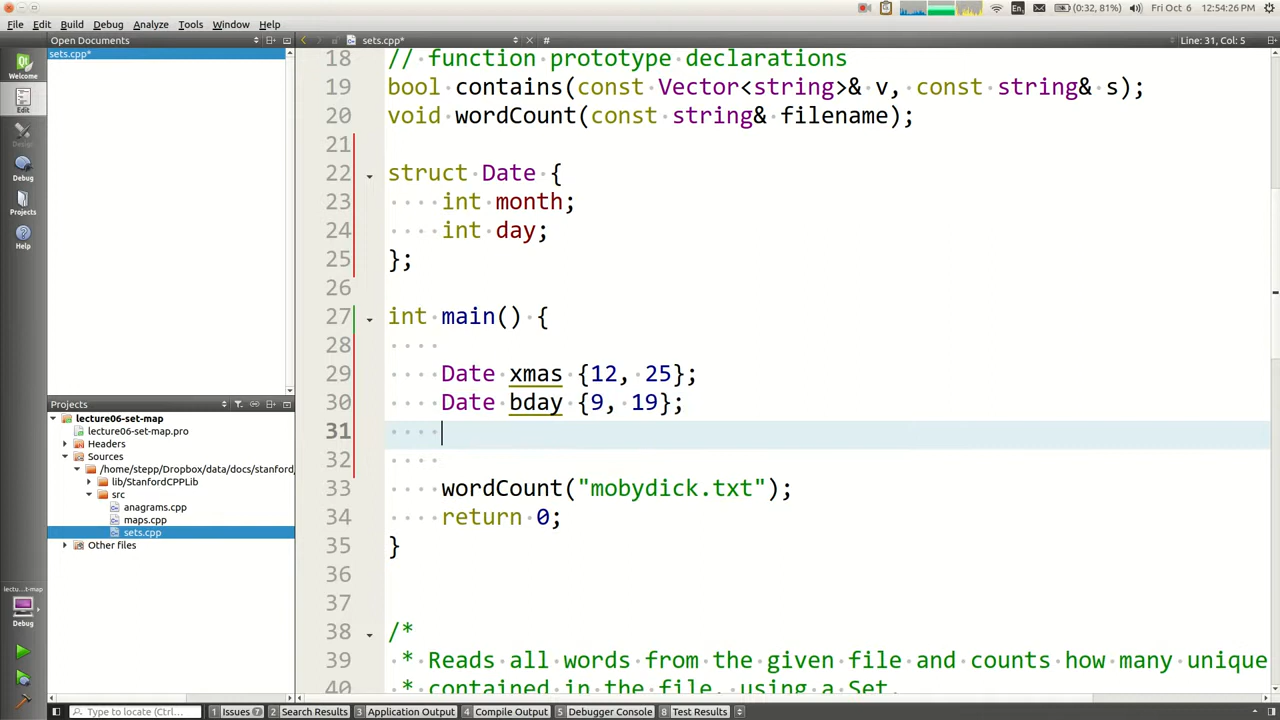 En
(0:32, 81%)
Fri Oct 6 12:54:26 PM
File Edit Build Debug Analyze Tools Window Help
Open Documents
sets.cpp*
#
Line: 31, Col: 5
sets.cpp*
Welcome
Edit
Design
Debug
Projects
Help
18 // function prototype declarations
19 bool contains(const Vector<string>& v, const string& s);
20 void wordCount(const string& filename);
21
22 struct Date {
23 int month;
24 int day;
25 };
26
27 int main() {
28
29 Date xmas {12, 25};
30 Date bday {9, 19};
31
32
33 wordCount("mobydick.txt");
34 return 0;
35 }
36
37
38 /*
39 * Reads all words from the given file and counts how many unique
40 * contained in the file, using a Set.
Projects
lecture06-set-map
lecture06-set-map.pro
Headers
Sources
/home/stepp/Dropbox/data/docs/stanford/
lib/StanfordCPPLib
src
anagrams.cpp
maps.cpp
sets.cpp
Other files
lectu...t-map
Debug
Type to locate (Ctrl...
1 Issues 7
2 Search Results
3 Application Output
4 Compile Output
5 Debugger Console
8 Test Results